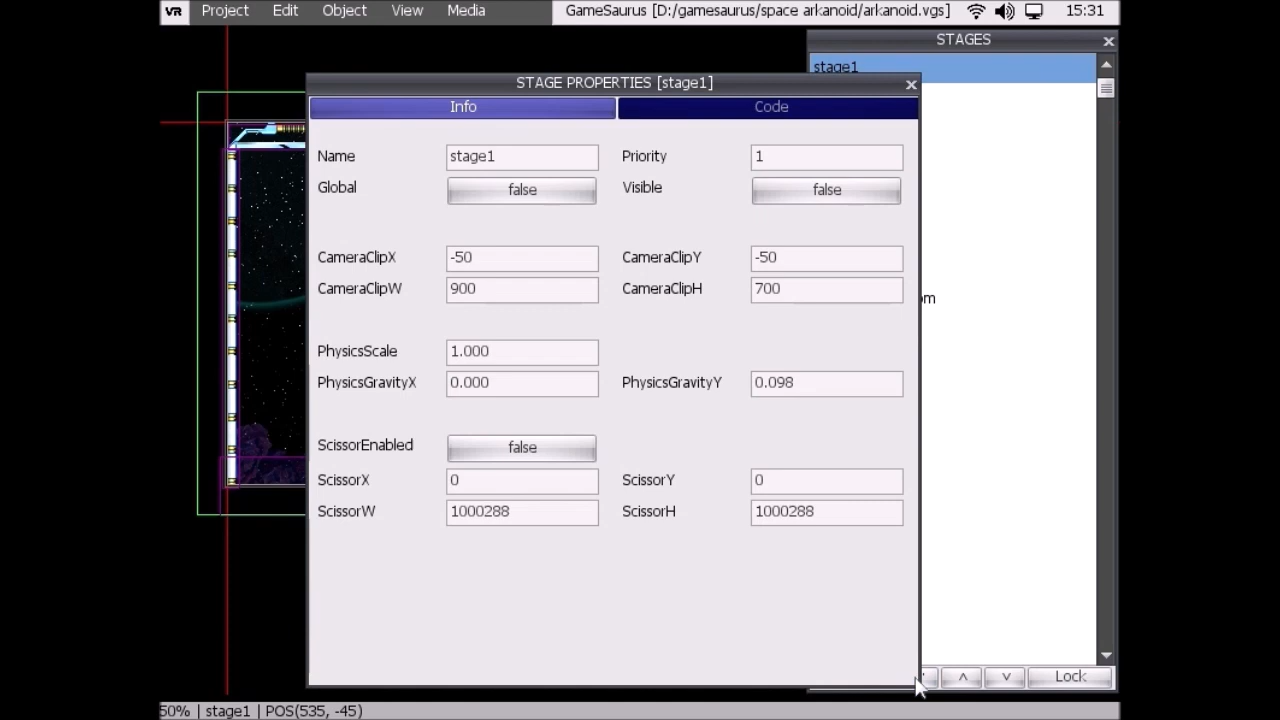 VR Project Edit Object View Media GameSaurus [D:/gamesaurus/space arkanoid/arkanoid.vgs] 15:31
STAGES
stage1
STAGE PROPERTIES [stage1]
Info Code
Name stage1 Priority 1
Global false Visible false
CameraClipX -50 CameraClipY -50
CameraClipW 900 CameraClipH 700
om
PhysicsScale 1.000
PhysicsGravityX 0.000 PhysicsGravityY 0.098
ScissorEnabled false
ScissorX 0 ScissorY 0
ScissorW 1000288 ScissorH 1000288
Lock
50% | stage1 | POS(535, -45)